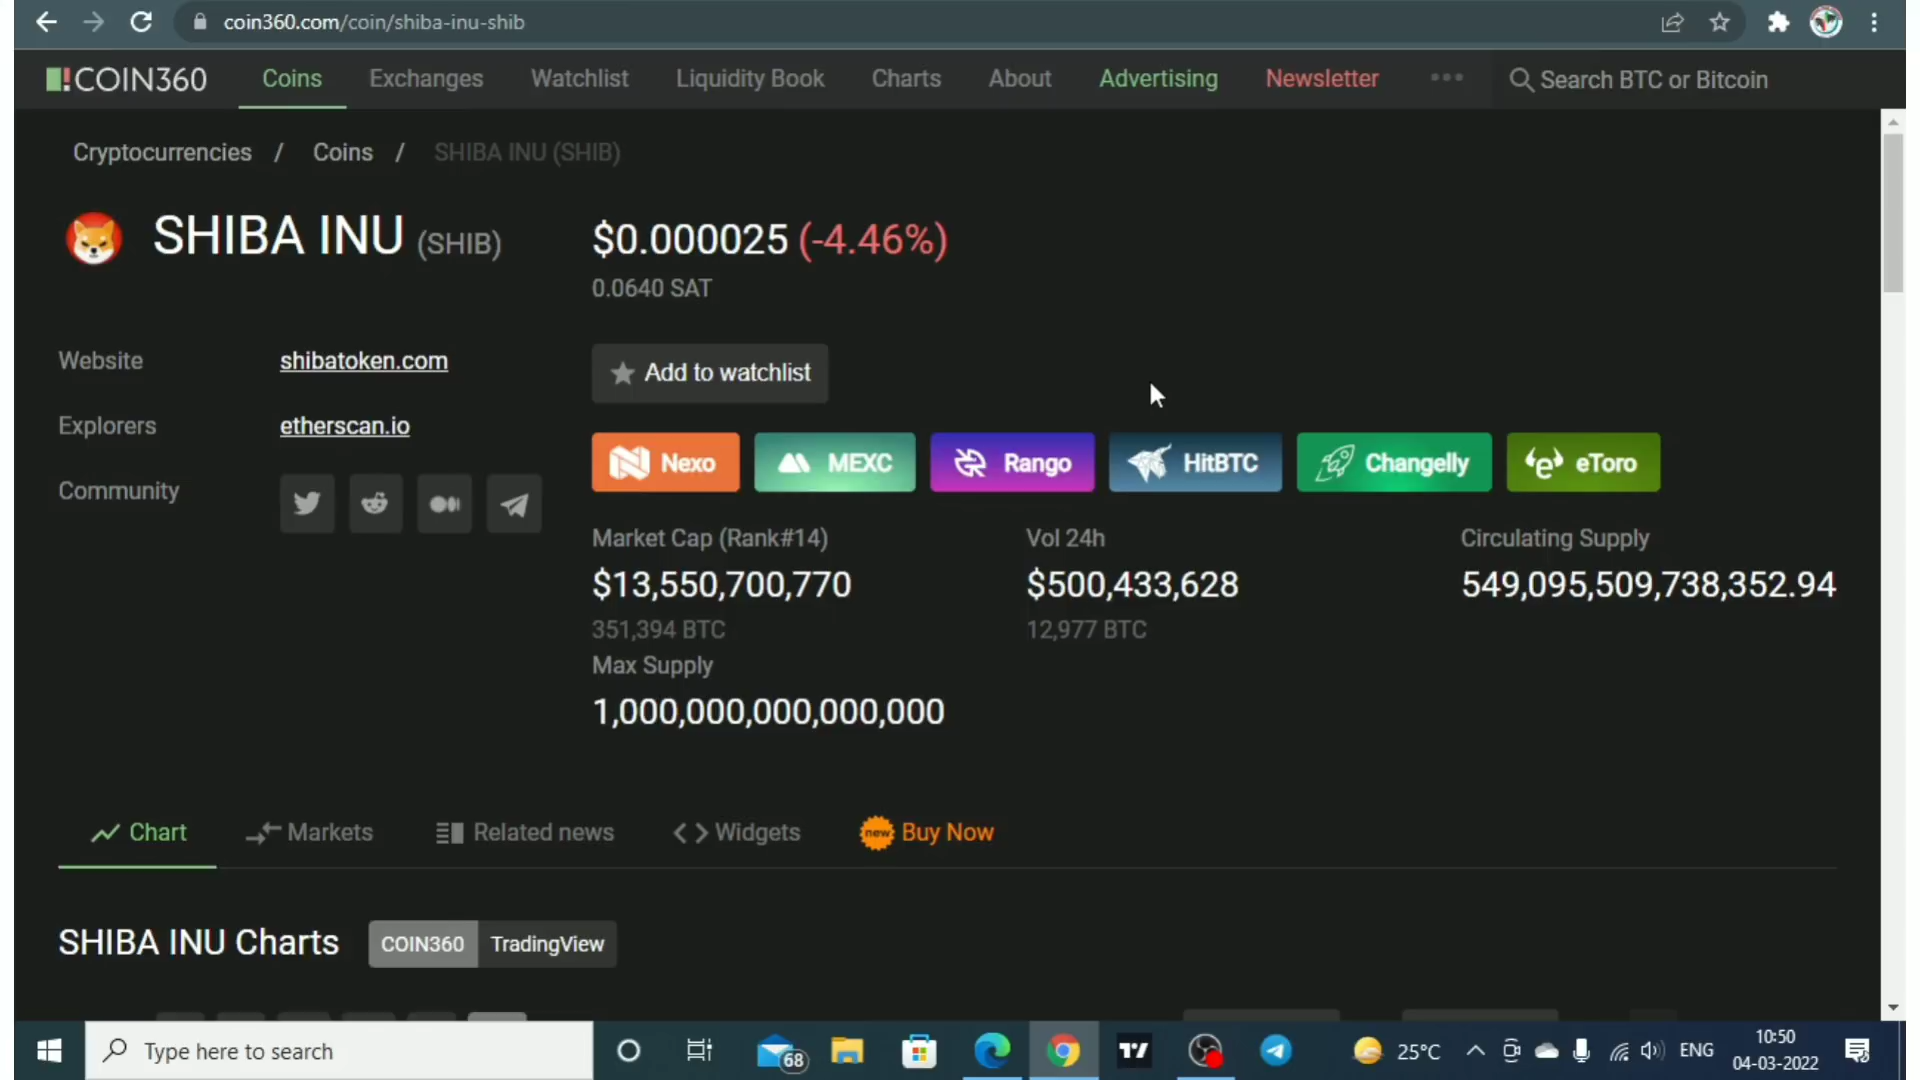 coin360.com/coin/shiba-inu-shib
COIN360 Coins Exchanges Watchlist Liquidity Book Charts About Advertising Newsletter Search BTC or Bitcoin
Cryptocurrencies / Coins / SHIBA INU (SHIB)
SHIBA INU (SHIB) $0.000025 (-4.46%)
0.0640 SAT
Website shibatoken.com
Add to watchlist
Explorers etherscan.io
Nexo MEXC Rango HitBTC Changelly eToro
Community
Market Cap (Rank#14) Vol 24h Circulating Supply
$13,550,700,770 $500,433,628 549,095,509,738,352.94
351,394 BTC 12,977 BTC
Max Supply
1,000,000,000,000,000
Chart Markets Related news < > Widgets new Buy Now
SHIBA INU Charts COIN360 TradingView
Type here to search 68 25°C ENG 10:50
04-03-2022